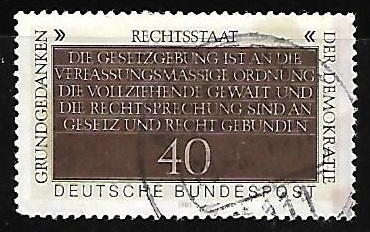 GRUNDGEDANKEN
» RECHTSSTAAT «
DER DEMOKRATIE
DIE GESETZGEBUNG IST AN DIE
VERFASSUNGSMÄSSIGE ORDNUNG
DIE VOLLZIEHENDE GEWALT UND
DIE RECHTSPRECHUNG SIND AN
GESETZ UND RECHT GEBUNDEN
40
DEUTSCHE BUNDESPOST